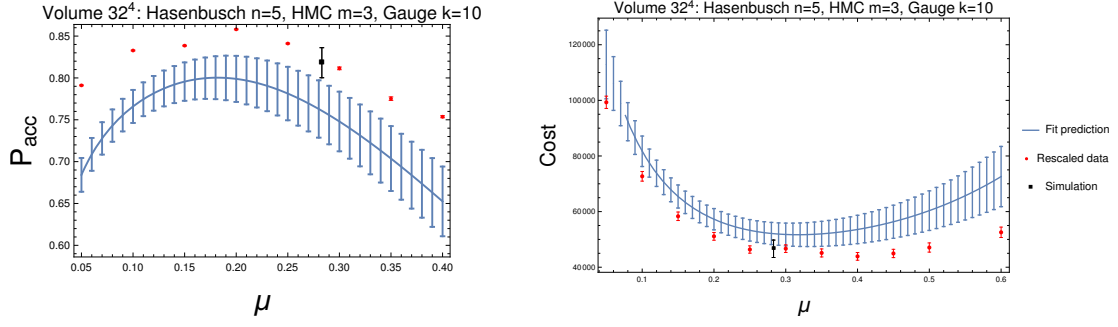 Volume 32⁴: Hasenbusch n=5, HMC m=3, Gauge k=10
P_acc
0.85
0.80
0.75
0.70
0.65
0.60
0.05 0.10 0.15 0.20 0.25 0.30 0.35 0.40
μ
Volume 32⁴: Hasenbusch n=5, HMC m=3, Gauge k=10
Cost
120000
100000
80000
60000
40000
0.1 0.2 0.3 0.4 0.5 0.6
μ
Fit prediction
Rescaled data
Simulation